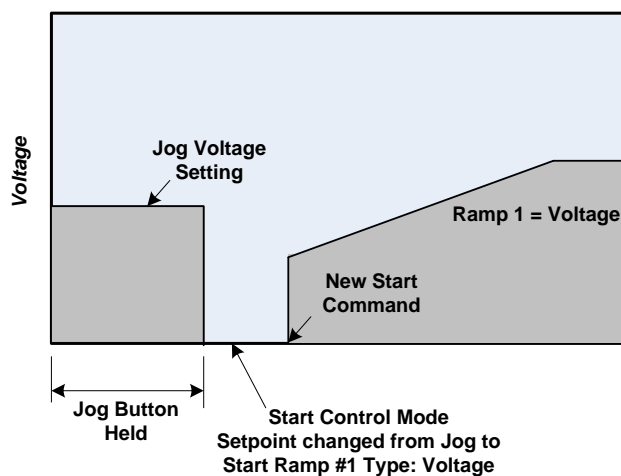 Voltage
Jog Voltage
Setting
Ramp 1 = Voltage
New Start
Command
Jog Button
Held
Start Control Mode
Setpoint changed from Jog to
Start Ramp #1 Type: Voltage